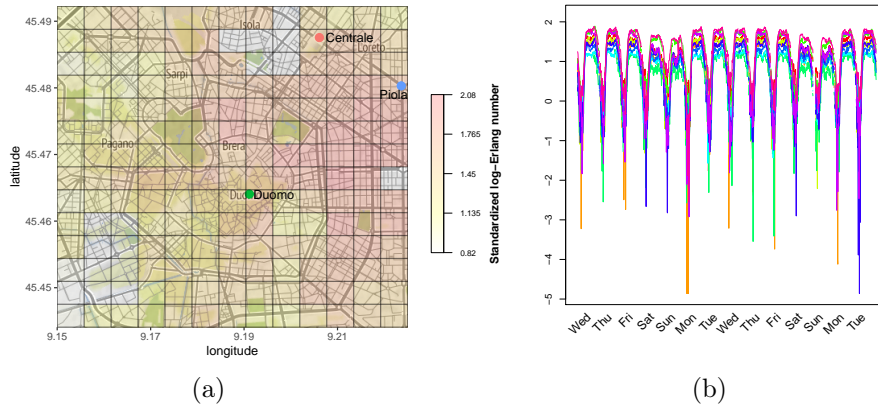 45.49
45.48
45.47
45.46
45.45
latitude
Isola
Centrale
Loreto
Sarpi
Piola
Pagano
Brera
Duomo
Duomo
9.15
9.17
9.19
9.21
longitude
2.08
1.765
1.45
1.135
0.82
Standardized log−Erlang number
(a)
2
1
0
−1
−2
−3
−4
−5
Wed
Thu
Fri
Sat
Sun
Mon
Tue
Wed
Thu
Fri
Sat
Sun
Mon
Tue
(b)